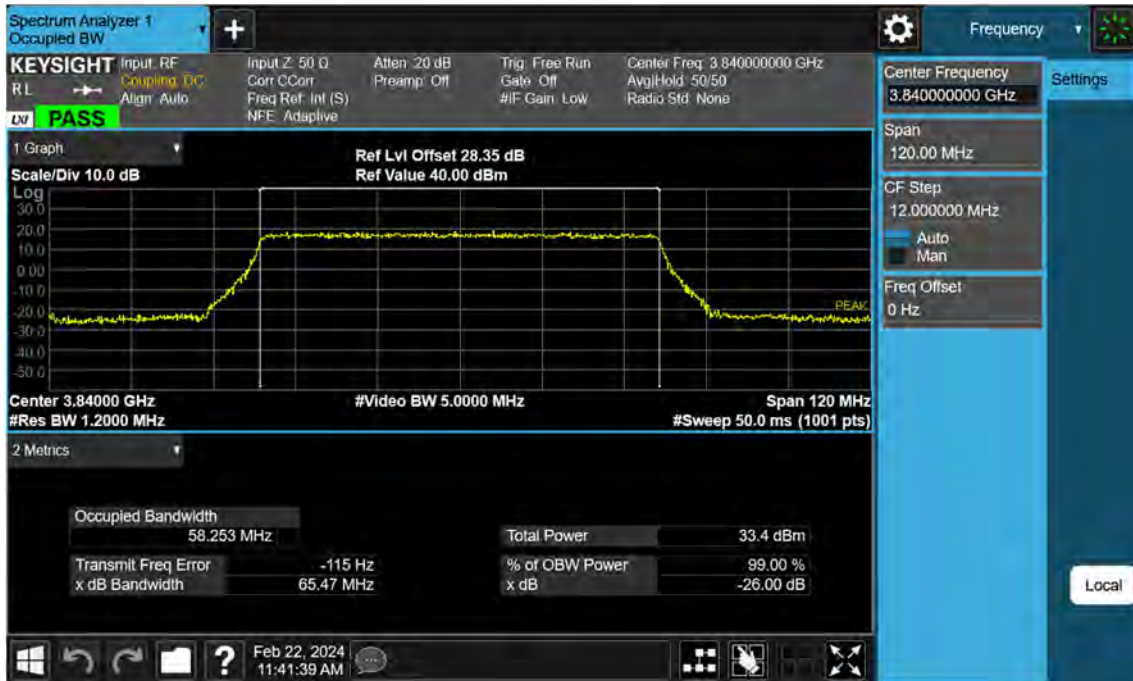 Spectrum Analyzer 1
Occupied BW
+
Frequency
KEYSIGHT
RL
LXI
PASS
Input: RF
Coupling: DC
Align: Auto
Input Z: 50 Ω
Corr CCorr
Freq Ref: Int (S)
NFE: Adaptive
Atten: 20 dB
Preamp: Off
Trig: Free Run
Gate: Off
#IF Gain: Low
Center Freq: 3.840000000 GHz
Avg|Hold: 50/50
Radio Std: None
Center Frequency
3.840000000 GHz
Settings
Span
120.00 MHz
CF Step
12.000000 MHz
Auto
Man
Freq Offset
0 Hz
Local
1 Graph
Scale/Div 10.0 dB
Ref Lvl Offset 28.35 dB
Ref Value 40.00 dBm
Log
30.0
20.0
10.0
0.00
-10.0
-20.0
-30.0
-40.0
-50.0
PEAK
Center 3.84000 GHz
#Video BW 5.0000 MHz
Span 120 MHz
#Res BW 1.2000 MHz
#Sweep 50.0 ms (1001 pts)
2 Metrics
Occupied Bandwidth
58.253 MHz
Total Power 33.4 dBm
Transmit Freq Error -115 Hz
% of OBW Power 99.00 %
x dB Bandwidth 65.47 MHz
x dB -26.00 dB
?
Feb 22, 2024
11:41:39 AM